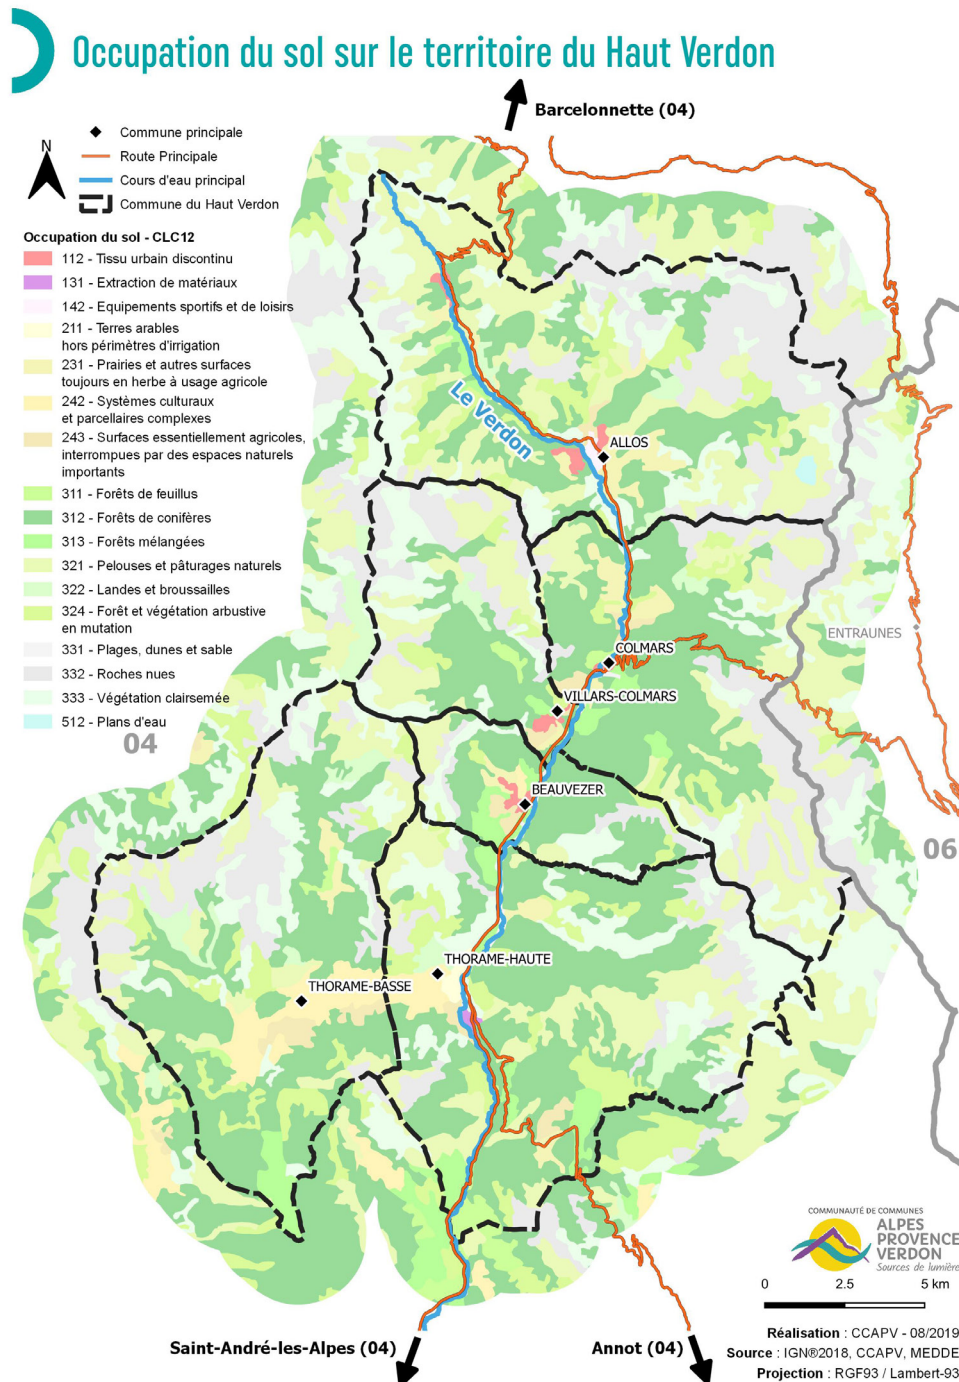 Occupation du sol sur le territoire du Haut Verdon
Barcelonnette (04)
N
Commune principale
Route Principale
Cours d'eau principal
Commune du Haut Verdon
Occupation du sol - CLC12
112 - Tissu urbain discontinu
131 - Extraction de matériaux
142 - Equipements sportifs et de loisirs
211 - Terres arables
hors périmètres d'irrigation
231 - Prairies et autres surfaces
toujours en herbe à usage agricole
242 - Systèmes culturaux
et parcellaires complexes
243 - Surfaces essentiellement agricoles,
interrompues par des espaces naturels
importants
311 - Forêts de feuillus
312 - Forêts de conifères
313 - Forêts mélangées
321 - Pelouses et pâturages naturels
322 - Landes et broussailles
324 - Forêt et végétation arbustive
en mutation
331 - Plages, dunes et sable
332 - Roches nues
333 - Végétation clairsemée
512 - Plans d'eau
04
Le Verdon
ALLOS
ENTRAUNES
COLMARS
VILLARS-COLMARS
BEAUVEZER
06
THORAME-HAUTE
THORAME-BASSE
COMMUNAUTÉ DE COMMUNES
ALPES
PROVENCE
VERDON
Sources de lumière
0 2.5 5 km
Saint-André-les-Alpes (04)
Annot (04)
Réalisation : CCAPV - 08/2019
Source : IGN®2018, CCAPV, MEDDE
Projection : RGF93 / Lambert-93